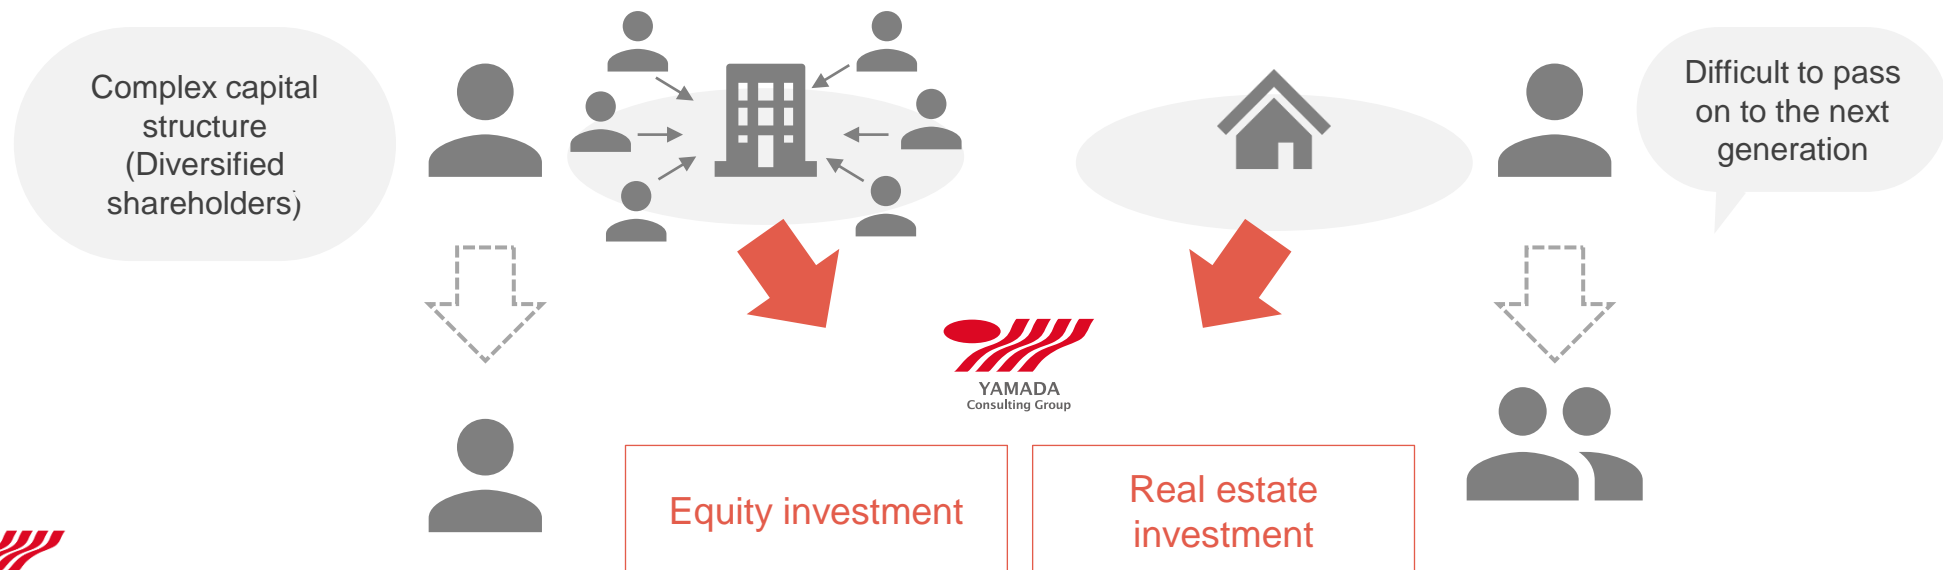 Complex capital
structure
(Diversified
shareholders)
Difficult to pass
on to the next
generation
YAMADA
Consulting Group
Equity investment
Real estate
investment